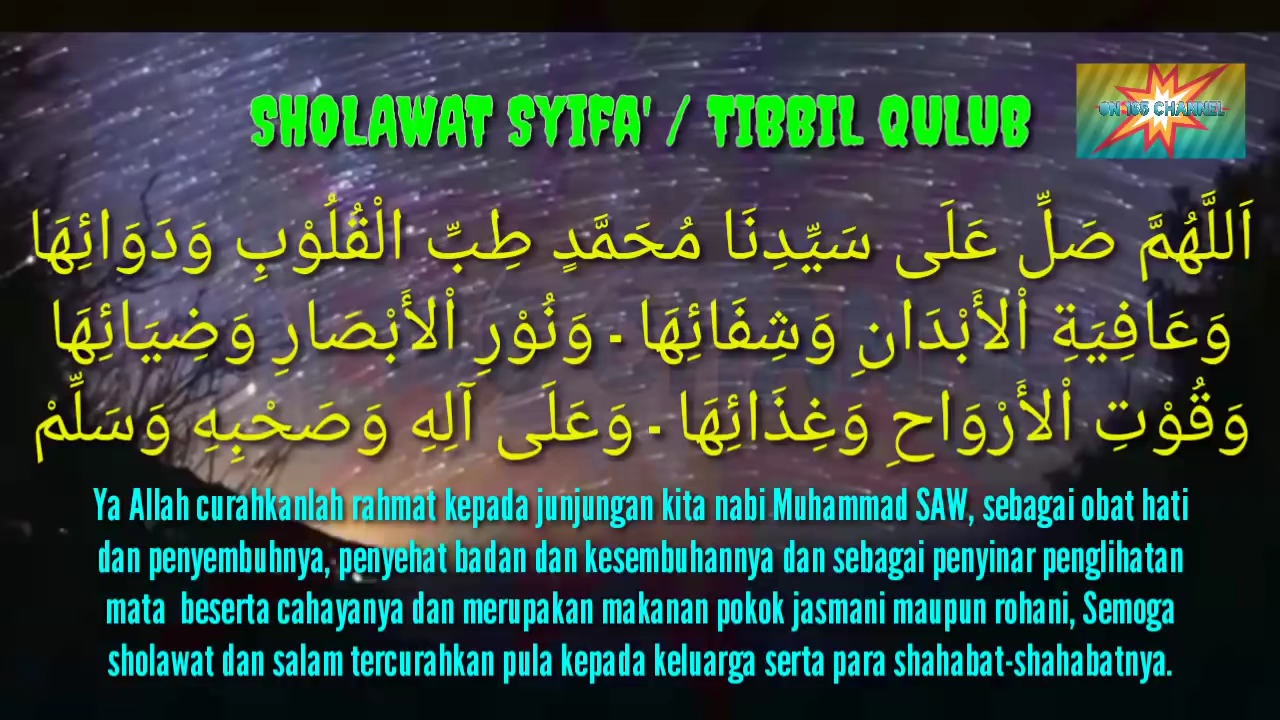 SHOLAWAT SYIFA' / TIBBIL QULUB
ON 165 CHANNEL
اَللَّهُمَّ صَلِّ عَلَى سَيِّدِنَا مُحَمَّدٍ طِبِّ الْقُلُوْبِ وَدَوَائِهَا
وَعَافِيَةِ اْلأَبْدَانِ وَشِفَائِهَا - وَنُوْرِ اْلأَبْصَارِ وَضِيَائِهَا
وَقُوْتِ اْلأَرْوَاحِ وَغِذَائِهَا - وَعَلَى آلِهِ وَصَحْبِهِ وَسَلِّمْ
Ya Allah curahkanlah rahmat kepada junjungan kita nabi Muhammad SAW, sebagai obat hati
dan penyembuhnya, penyehat badan dan kesembuhannya dan sebagai penyinar penglihatan
mata beserta cahayanya dan merupakan makanan pokok jasmani maupun rohani, Semoga
sholawat dan salam tercurahkan pula kepada keluarga serta para shahabat-shahabatnya.